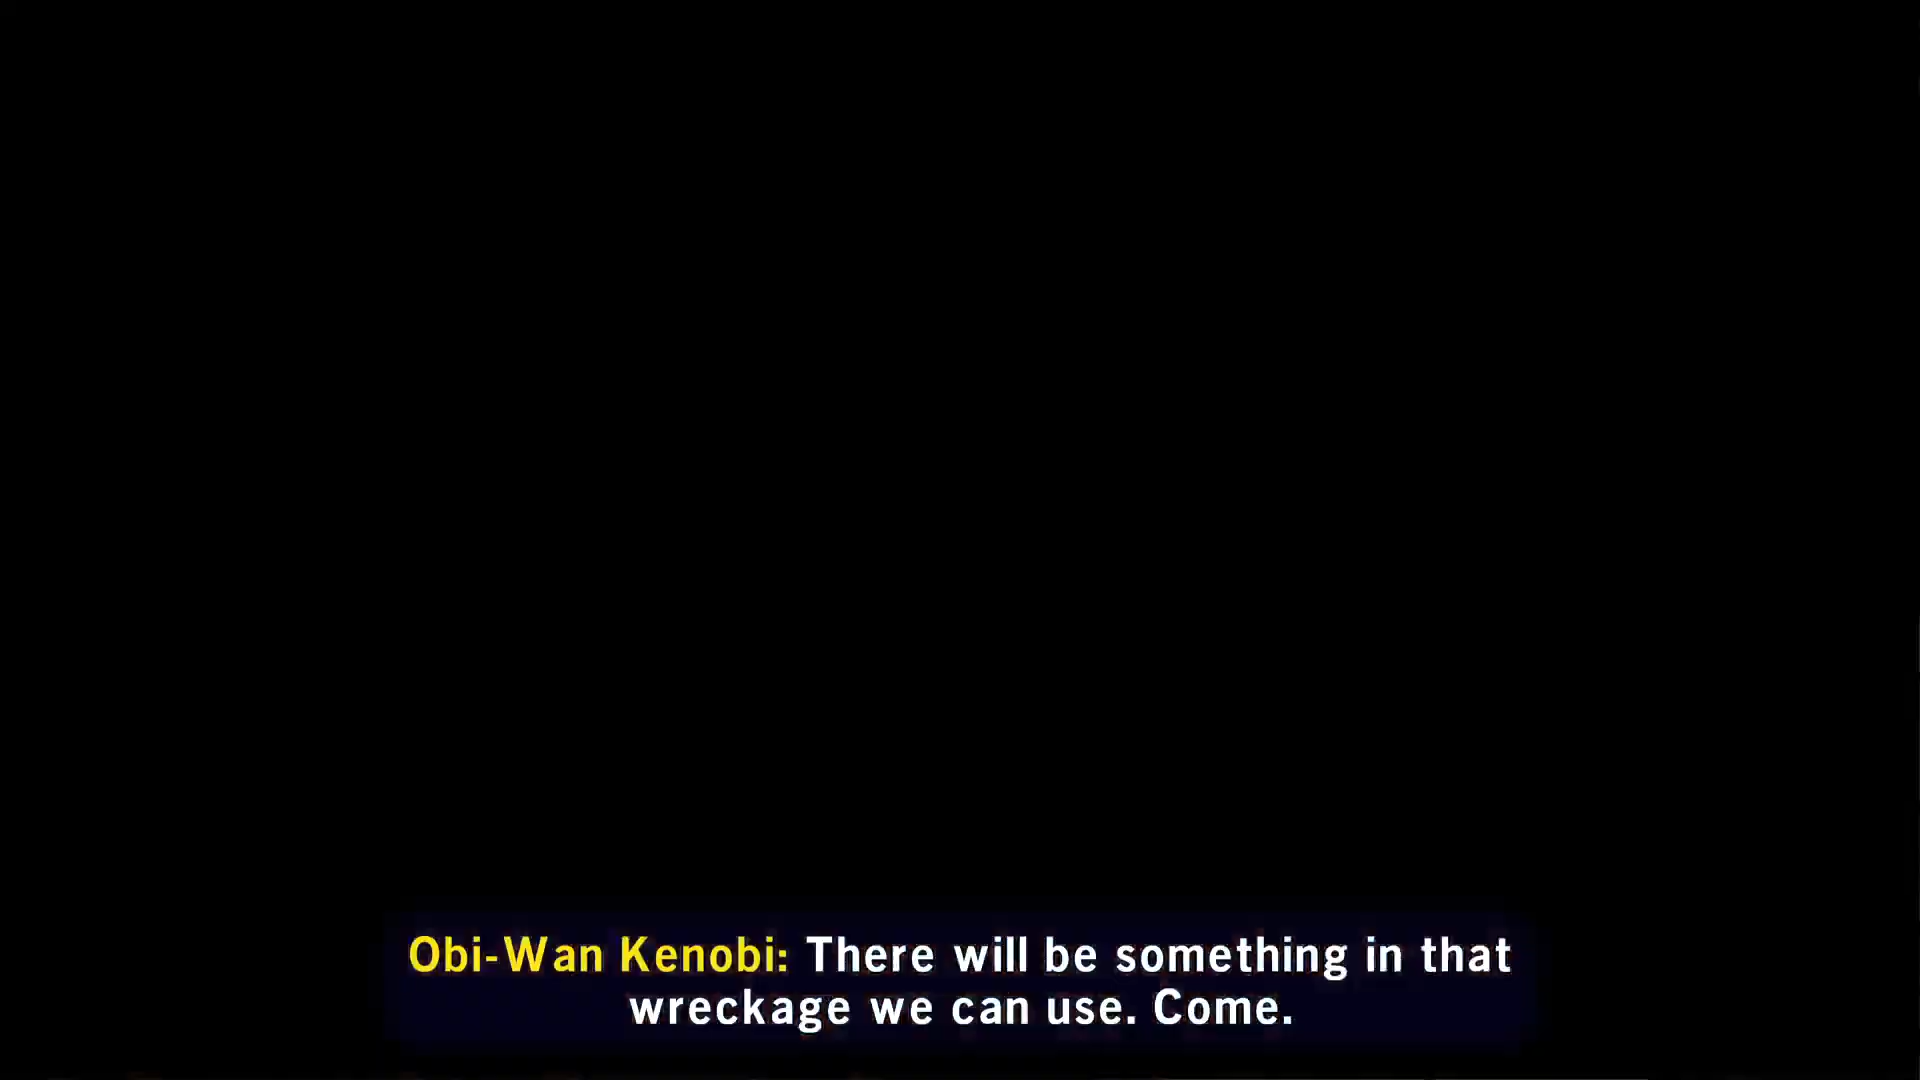 Obi-Wan Kenobi: There will be something in that
wreckage we can use. Come.